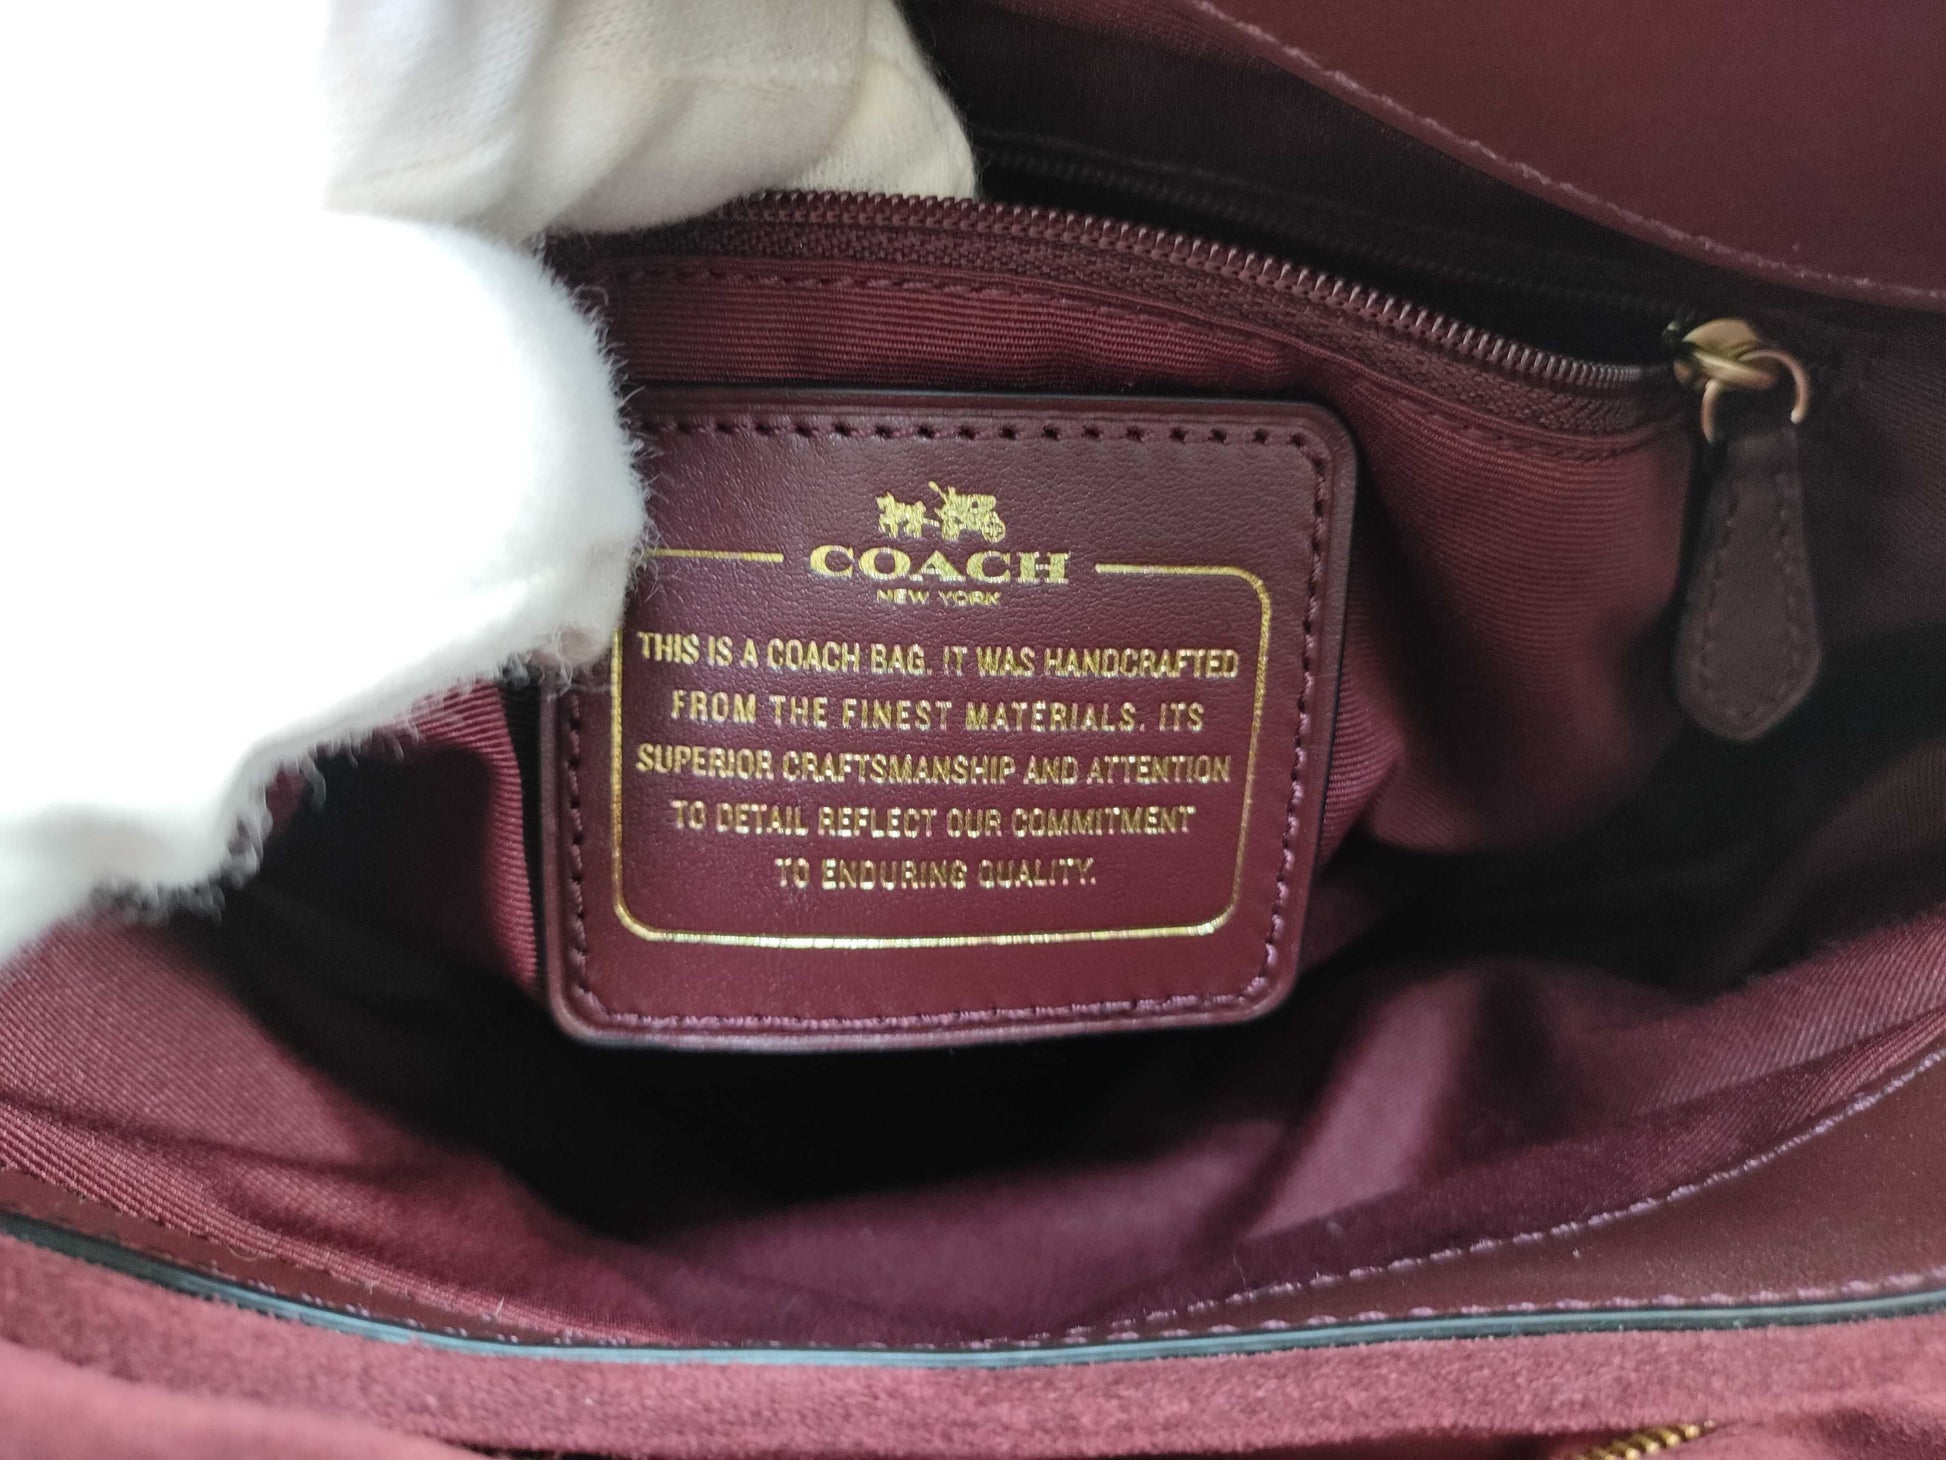 COACH
NEW YORK
THIS IS A COACH BAG. IT WAS HANDCRAFTED
FROM THE FINEST MATERIALS. ITS
SUPERIOR CRAFTSMANSHIP AND ATTENTION
TO DETAIL REFLECT OUR COMMITMENT
TO ENDURING QUALITY.